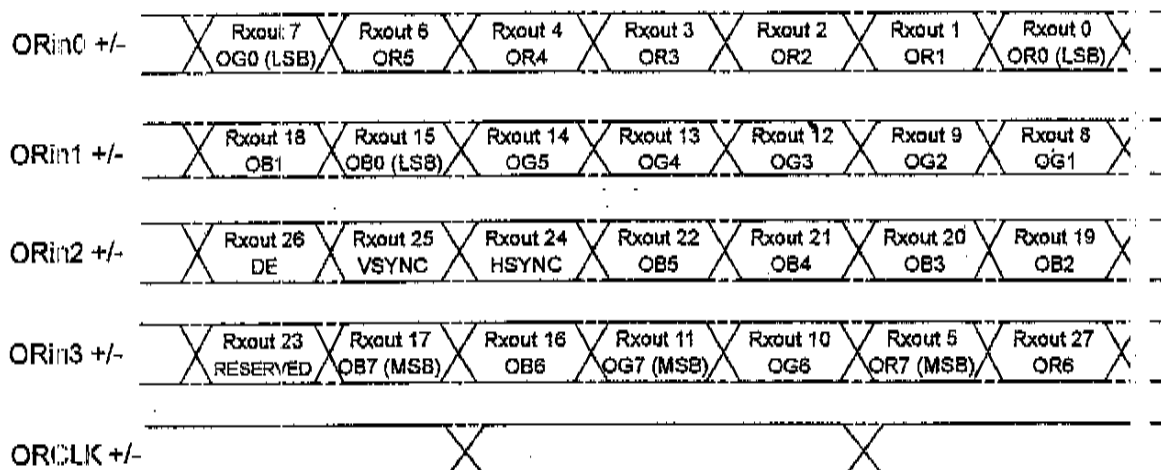 ORin0 +/-
Rxout 7 Rxout 6 Rxout 4 Rxout 3 Rxout 2 Rxout 1 Rxout 0
OG0 (LSB) OR5 OR4 OR3 OR2 OR1 OR0 (LSB)
ORin1 +/-
Rxout 18 Rxout 15 Rxout 14 Rxout 13 Rxout 12 Rxout 9 Rxout 8
OB1 OB0 (LSB) OG5 OG4 OG3 OG2 OG1
ORin2 +/-
Rxout 26 Rxout 25 Rxout 24 Rxout 22 Rxout 21 Rxout 20 Rxout 19
DE VSYNC HSYNC OB5 OB4 OB3 OB2
ORin3 +/-
Rxout 23 Rxout 17 Rxout 16 Rxout 11 Rxout 10 Rxout 5 Rxout 27
RESERVED OB7 (MSB) OB6 OG7 (MSB) OG6 OR7 (MSB) OR6
ORCLK +/-